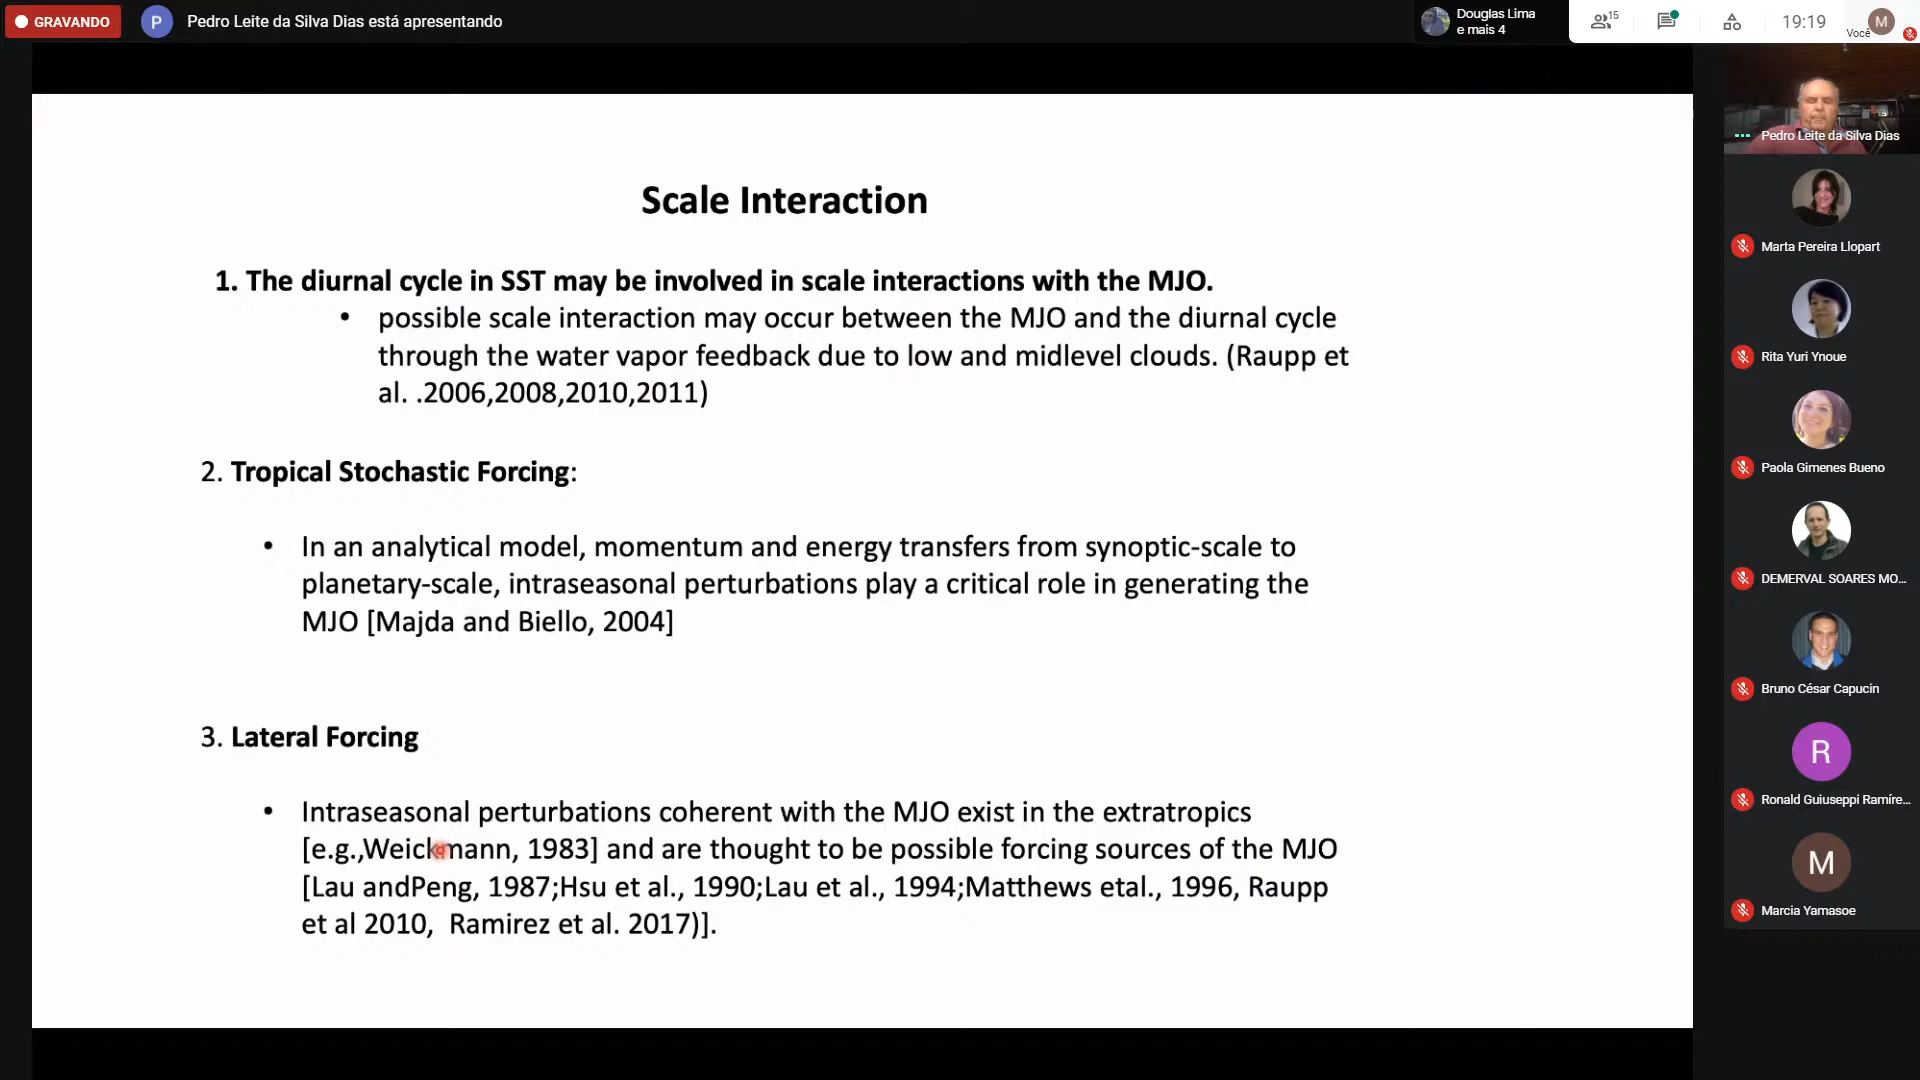 GRAVANDO
P
Pedro Leite da Silva Dias está apresentando
Douglas Lima
e mais 4
15
19:19
Você
M
Scale Interaction
1. The diurnal cycle in SST may be involved in scale interactions with the MJO.
• possible scale interaction may occur between the MJO and the diurnal cycle
through the water vapor feedback due to low and midlevel clouds. (Raupp et
al. .2006,2008,2010,2011)
2. Tropical Stochastic Forcing:
• In an analytical model, momentum and energy transfers from synoptic-scale to
planetary-scale, intraseasonal perturbations play a critical role in generating the
MJO [Majda and Biello, 2004]
3. Lateral Forcing
• Intraseasonal perturbations coherent with the MJO exist in the extratropics
[e.g.,Weickmann, 1983] and are thought to be possible forcing sources of the MJO
[Lau andPeng, 1987;Hsu et al., 1990;Lau et al., 1994;Matthews etal., 1996, Raupp
et al 2010,  Ramirez et al. 2017)].
Pedro Leite da Silva Dias
Marta Pereira Llopart
Rita Yuri Ynoue
Paola Gimenes Bueno
DEMERVAL SOARES MO...
Bruno César Capucin
R
Ronald Guiuseppi Ramíre...
M
Marcia Yamasoe